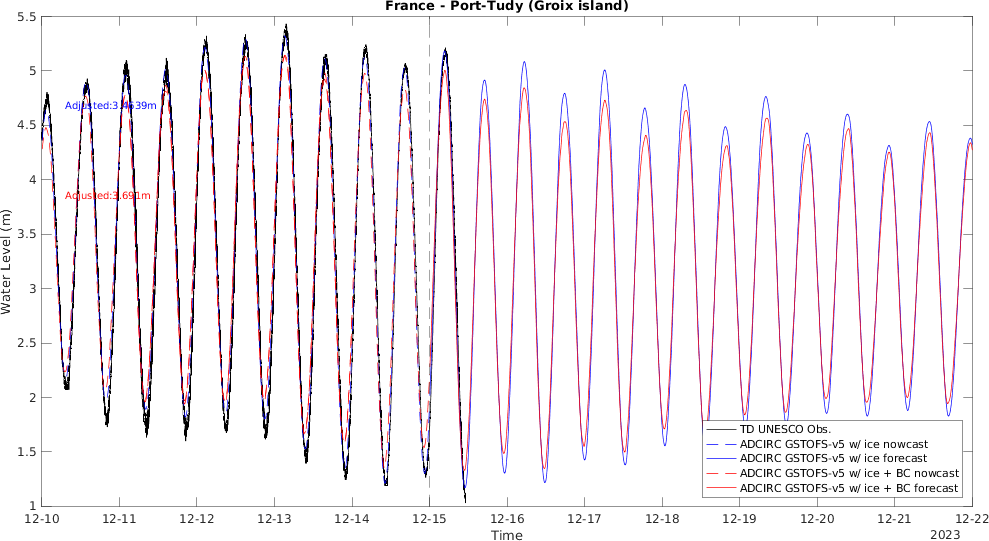 France - Port-Tudy (Groix island)
5.5
5
4.5
4
3.5
3
2.5
2
1.5
1
Water Level (m)
Adjusted:3.4539m
Adjusted:3.691m
TD UNESCO Obs.
ADCIRC GSTOFS-v5 w/ ice nowcast
ADCIRC GSTOFS-v5 w/ ice forecast
ADCIRC GSTOFS-v5 w/ ice + BC nowcast
ADCIRC GSTOFS-v5 w/ ice + BC forecast
12-10 12-11 12-12 12-13 12-14 12-15 12-16 12-17 12-18 12-19 12-20 12-21 12-22
Time
2023